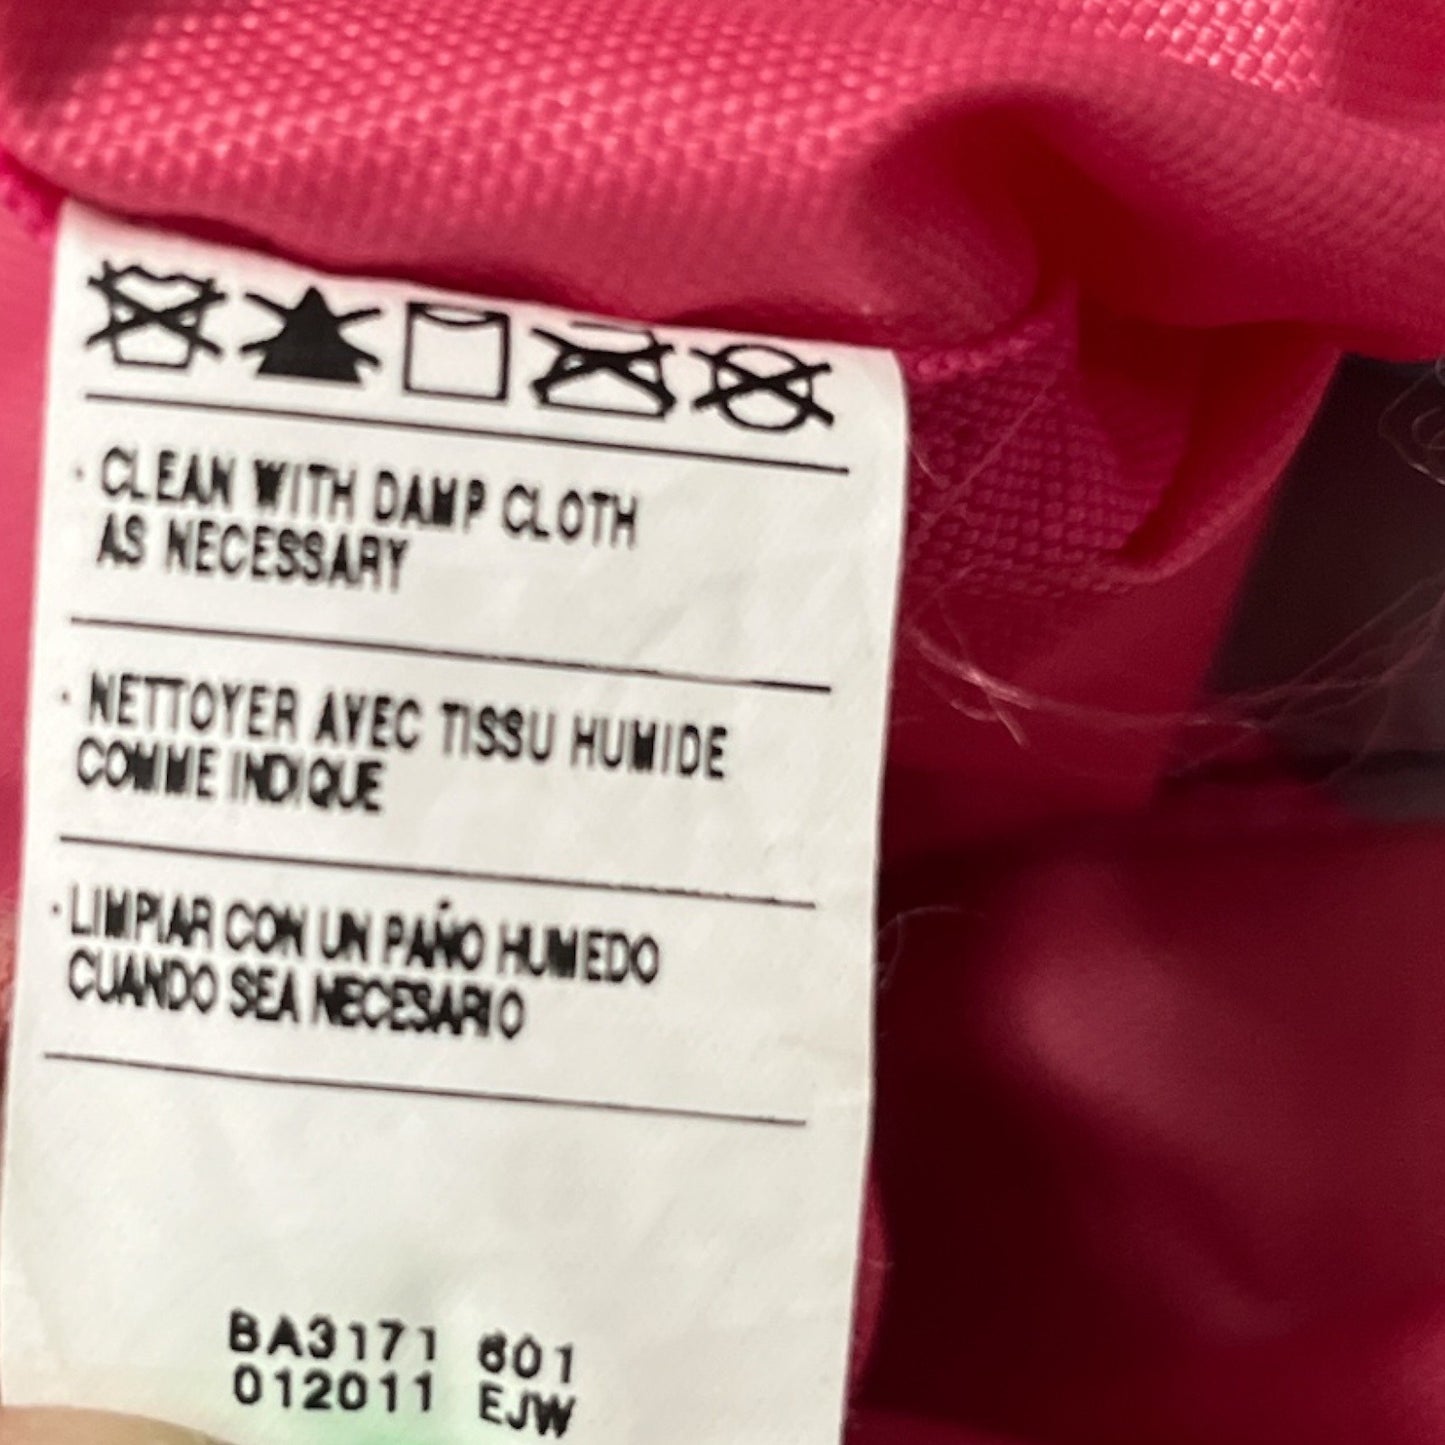 · CLEAN WITH DAMP CLOTH
AS NECESSARY
· NETTOYER AVEC TISSU HUMIDE
COMME INDIQUE
· LIMPIAR CON UN PAÑO HUMEDO
CUANDO SEA NECESARIO
BA3171 601
012011 EJW